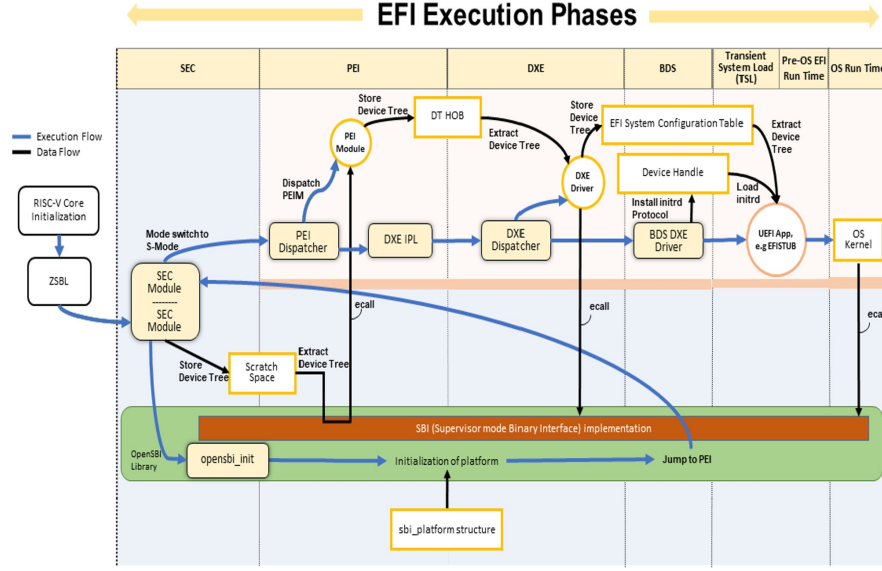 EFI Execution Phases
SEC
PEI
DXE
BDS
Transient
System Load
(TSL)
Pre-OS EFI
Run Time
OS Run Time
Execution Flow
Data Flow
RISC-V Core
Initialization
ZSBL
Mode switch to
S-Mode
SEC
Module
--------
SEC
Module
Store
Device Tree
Scratch
Space
Extract
Device Tree
Dispatch
PEIM
PEI
Dispatcher
PEI
Module
Store
Device Tree
DT HOB
Extract Device Tree
DXE IPL
DXE
Dispatcher
DXE
Driver
Store
Device
Tree
EFI System Configuration Table
Extract
Device
Tree
Device Handle
Install initrd
Protocol
Load
initrd
BDS DXE
Driver
UEFI App,
e.g EFISTUB
OS
Kernel
ecall
ecall
eca
SBI (Supervisor mode Binary Interface) implementation
OpenSBI
Library
opensbi_init
Initialization of platform
Jump to PEI
sbi_platform structure